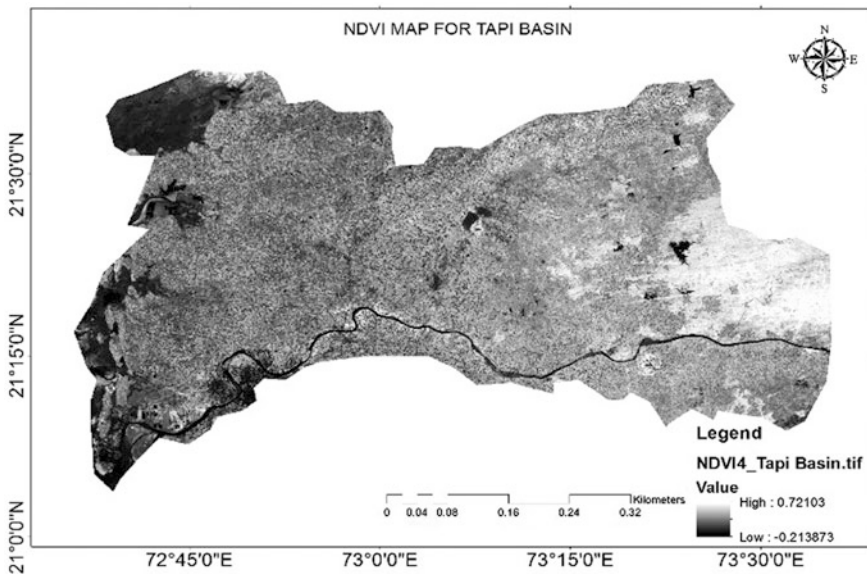 NDVI MAP FOR TAPI BASIN
N
W E
S
21°30'0"N
21°15'0"N
21°0'0"N
Legend
NDVI4_Tapi Basin.tif
Value
High : 0.72103
Low : -0.213873
Kilometers
0 0.04 0.08 0.16 0.24 0.32
72°45'0"E 73°0'0"E 73°15'0"E 73°30'0"E